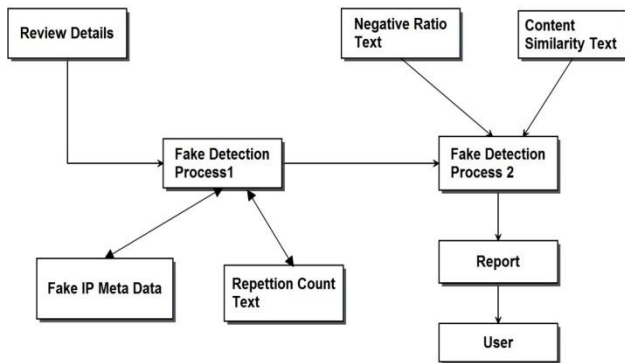 Review Details
Negative Ratio
Text
Content
Similarity Text
Fake Detection
Process1
Fake Detection
Process 2
Fake IP Meta Data
Repettion Count
Text
Report
User